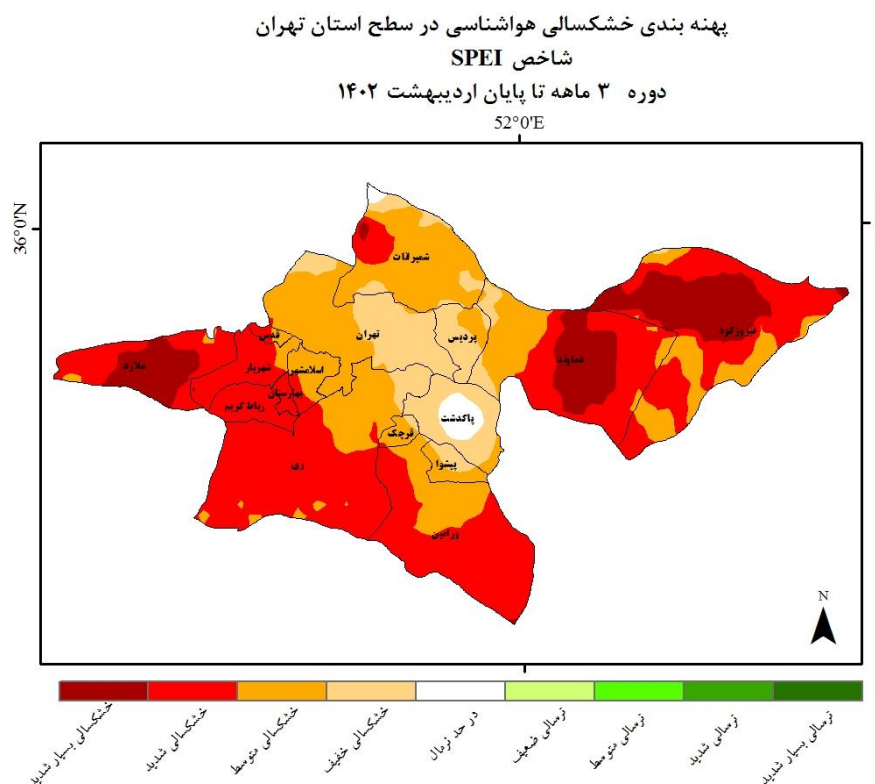 پهنه بندی خشکسالی هواشناسی در سطح استان تهران
شاخص SPEI
دوره ۳ ماهه تا پایان اردیبهشت ۱۴۰۲
52°0'E
36°0'N
شمیرانات
تهران
پردیس
دماوند
فیروزکوه
قدس
ملارد
شهریار
اسلامشهر
بهارستان
رباط کریم
پاکدشت
قرچک
پیشوا
ری
ورامین
N
52°0'E
خشکسالی بسیار شدید
خشکسالی شدید
خشکسالی متوسط
خشکسالی خفیف
در حد نرمال
ترسالی ضعیف
ترسالی متوسط
ترسالی شدید
ترسالی بسیار شدید